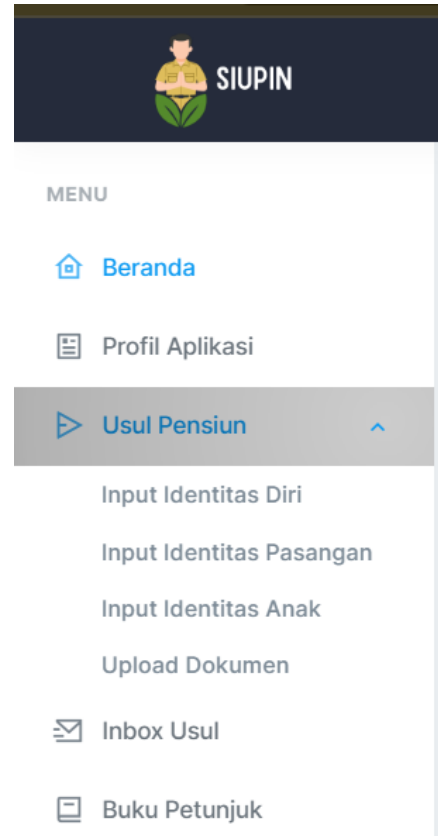 SIUPIN
MENU
Beranda
Profil Aplikasi
Usul Pensiun
Input Identitas Diri
Input Identitas Pasangan
Input Identitas Anak
Upload Dokumen
Inbox Usul
Buku Petunjuk